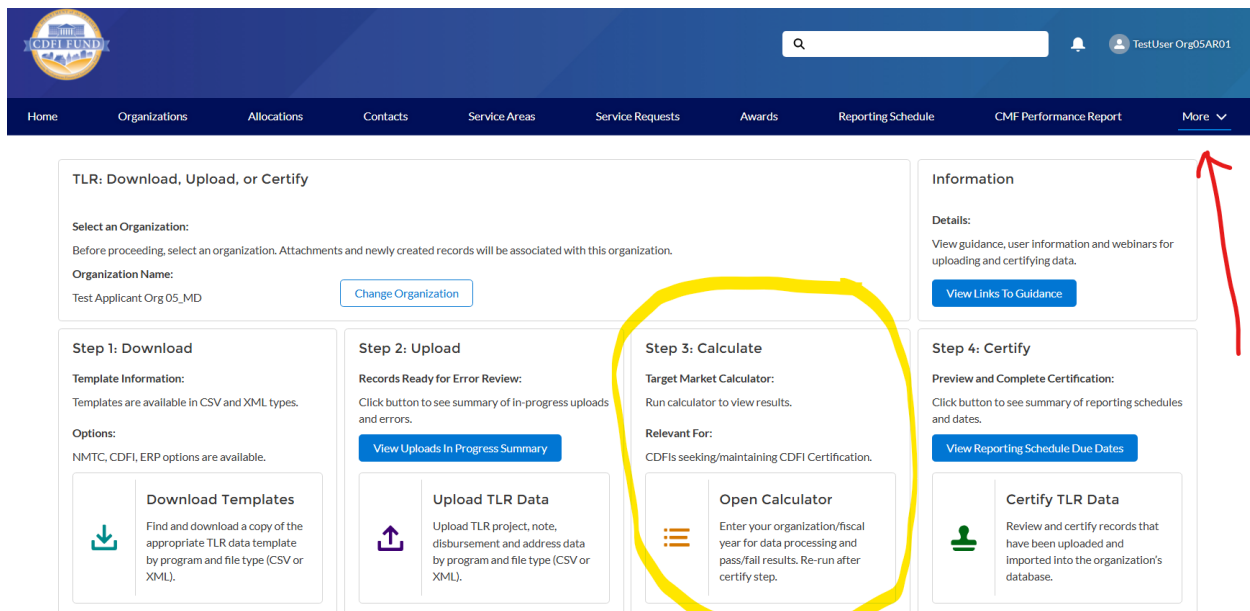 CDFI FUND
TestUser Org05AR01
Home Organizations Allocations Contacts Service Areas Service Requests Awards Reporting Schedule CMF Performance Report More
TLR: Download, Upload, or Certify
Select an Organization:
Before proceeding, select an organization. Attachments and newly created records will be associated with this organization.
Organization Name:
Test Applicant Org 05_MD
Change Organization
Information
Details:
View guidance, user information and webinars for
uploading and certifying data.
View Links To Guidance
Step 1: Download
Template Information:
Templates are available in CSV and XML types.
Options:
NMTC, CDFI, ERP options are available.
Download Templates
Find and download a copy of the
appropriate TLR data template
by program and file type (CSV or
XML).
Step 2: Upload
Records Ready for Error Review:
Click button to see summary of in-progress uploads
and errors.
View Uploads In Progress Summary
Upload TLR Data
Upload TLR project, note,
disbursement and address data
by program and file type (CSV or
XML).
Step 3: Calculate
Target Market Calculator:
Run calculator to view results.
Relevant For:
CDFIs seeking/maintaining CDFI Certification.
Open Calculator
Enter your organization/fiscal
year for data processing and
pass/fail results. Re-run after
certify step.
Step 4: Certify
Preview and Complete Certification:
Click button to see summary of reporting schedules
and dates.
View Reporting Schedule Due Dates
Certify TLR Data
Review and certify records that
have been uploaded and
imported into the organization's
database.